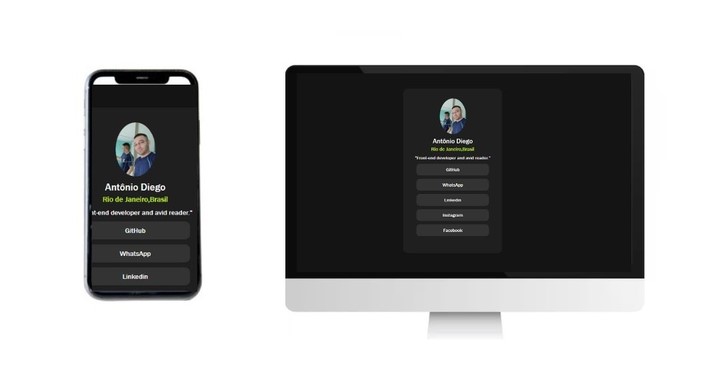 Antônio Diego
Rio de Janeiro,Brasil
t-end developer and avid reader."
GitHub
WhatsApp
Linkedin
Antônio Diego
Rio de Janeiro,Brasil
"Front-end developer and avid reader."
GitHub
WhatsApp
Linkedin
Instagram
Facebook